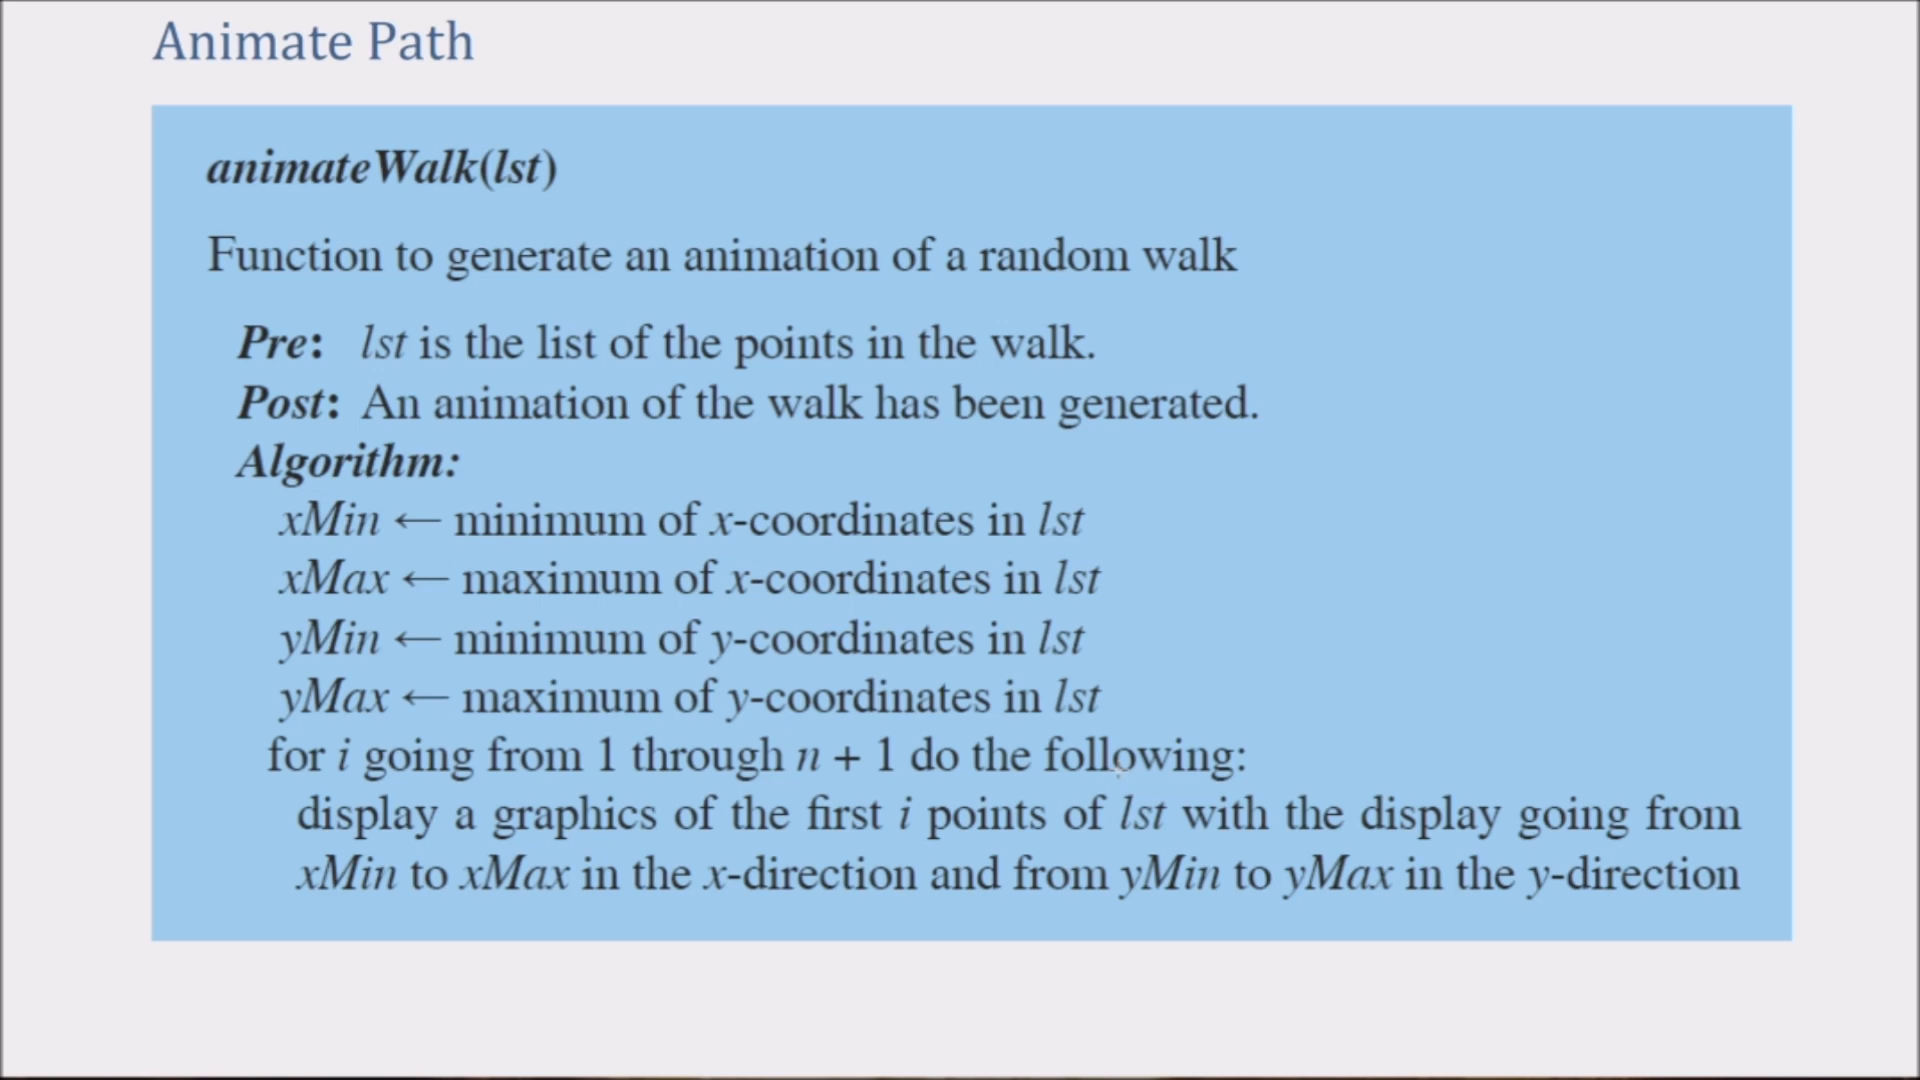 Animate Path
animateWalk(lst)
Function to generate an animation of a random walk
Pre: lst is the list of the points in the walk.
Post: An animation of the walk has been generated.
Algorithm:
xMin ← minimum of x-coordinates in lst
xMax ← maximum of x-coordinates in lst
yMin ← minimum of y-coordinates in lst
yMax ← maximum of y-coordinates in lst
for i going from 1 through n + 1 do the following:
display a graphics of the first i points of lst with the display going from
xMin to xMax in the x-direction and from yMin to yMax in the y-direction